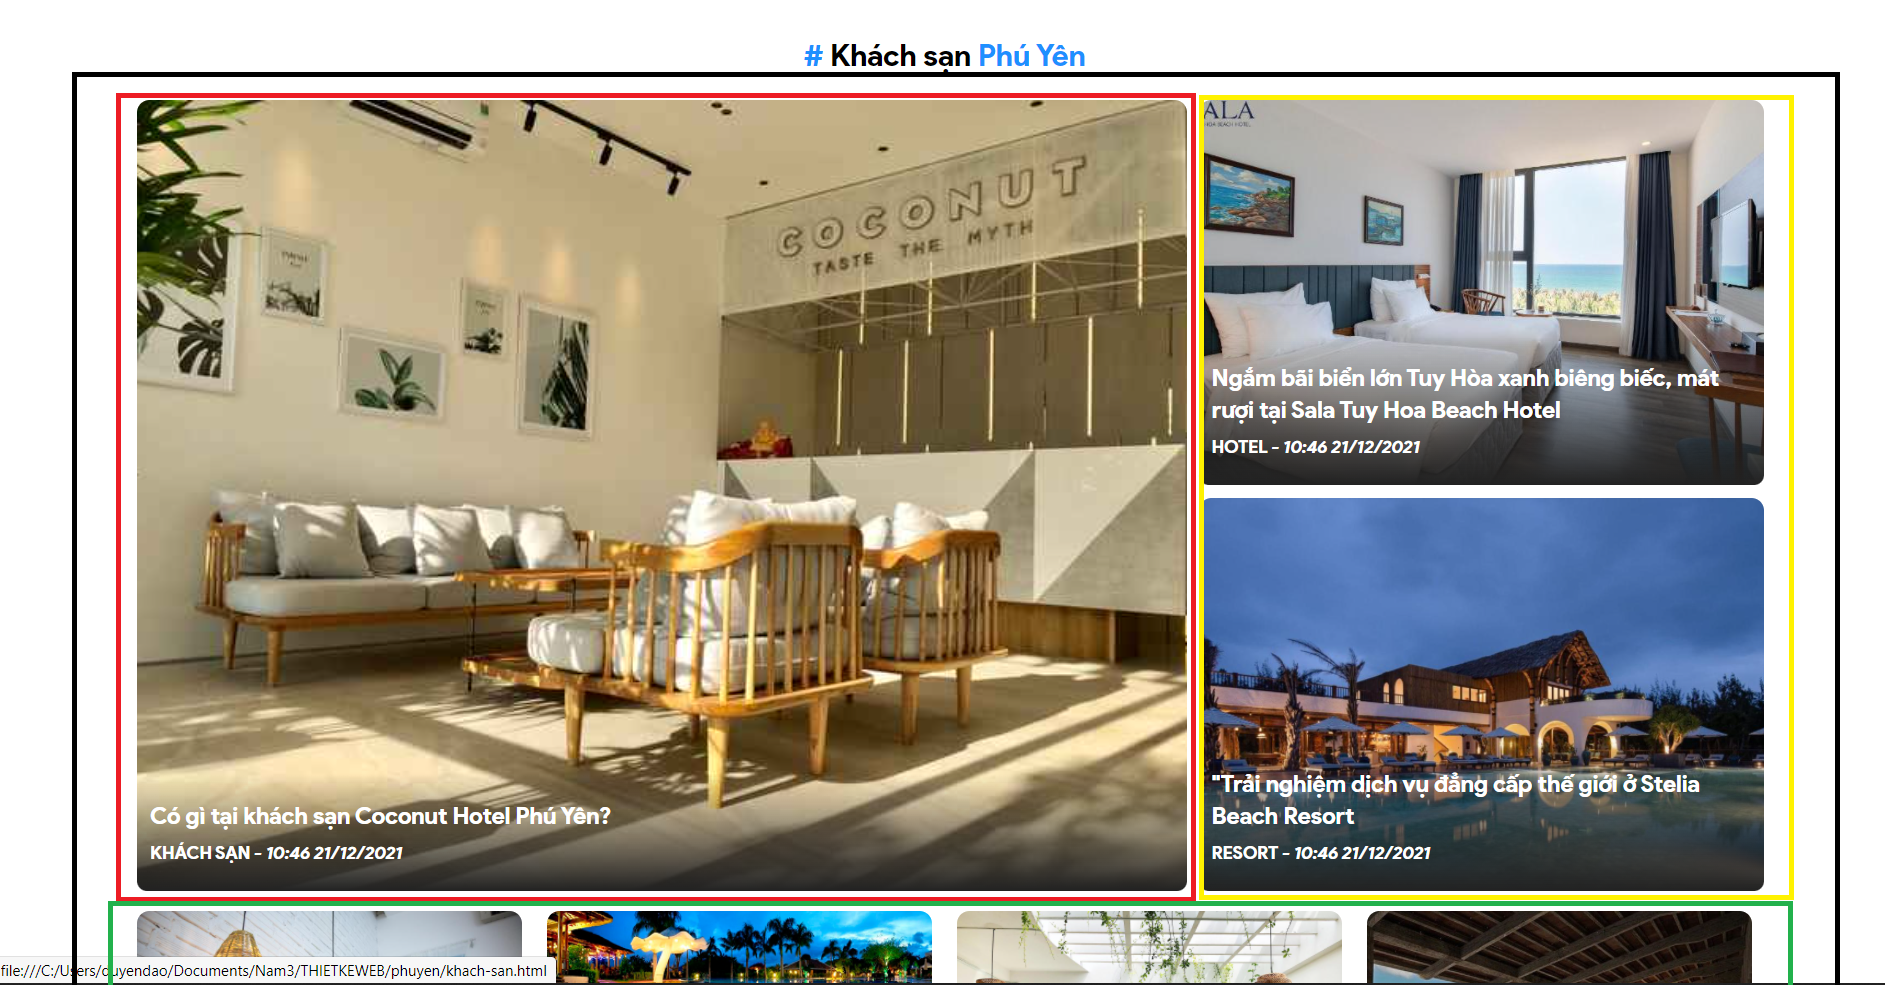 # Khách sạn Phú Yên
COCONUT
TASTE THE MYTH
Có gì tại khách sạn Coconut Hotel Phú Yên?
KHÁCH SẠN - 10:46 21/12/2021
ALA
HOA BEACH HOTEL
Ngắm bãi biển lớn Tuy Hòa xanh biêng biếc, mát
rượi tại Sala Tuy Hoa Beach Hotel
HOTEL - 10:46 21/12/2021
"Trải nghiệm dịch vụ đẳng cấp thế giới ở Stelia
Beach Resort
RESORT - 10:46 21/12/2021
file:///C:/Users/duyendao/Documents/Nam3/THIETKEWEB/phuyen/khach-san.html